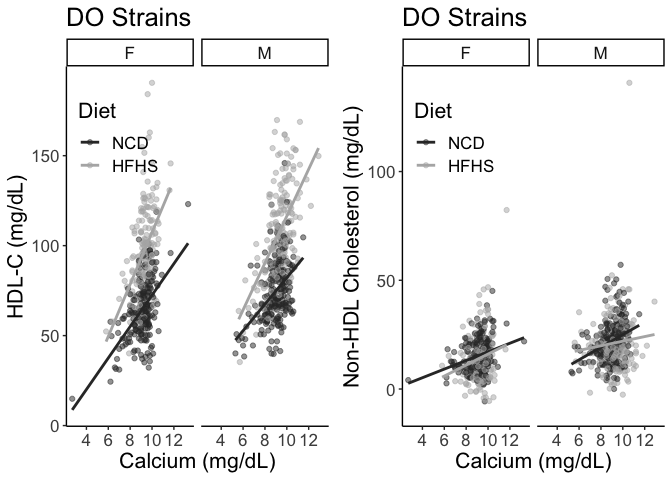 DO Strains
F M
HDL-C (mg/dL)
Diet
NCD
HFHS
150
100
50
0
4 6 8 10 12 4 6 8 10 12
Calcium (mg/dL)
DO Strains
F M
Non-HDL Cholesterol (mg/dL)
Diet
NCD
HFHS
100
50
0
4 6 8 10 12 4 6 8 10 12
Calcium (mg/dL)